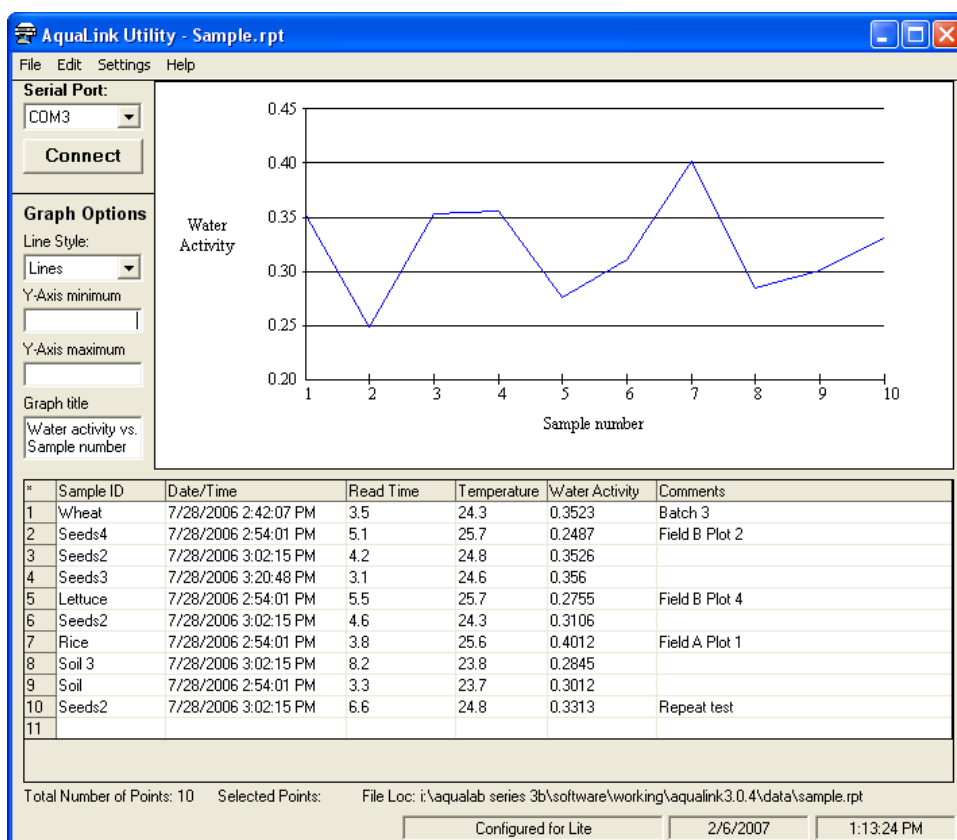 AquaLink Utility - Sample.rpt
File Edit Settings Help
Serial Port:
COM3
Connect
Graph Options
Line Style:
Lines
Y-Axis minimum
Y-Axis maximum
Graph title
Water activity vs.
Sample number
Water
Activity
0.45
0.40
0.35
0.30
0.25
0.20
1 2 3 4 5 6 7 8 9 10
Sample number
* Sample ID Date/Time Read Time Temperature Water Activity Comments
1 Wheat 7/28/2006 2:42:07 PM 3.5 24.3 0.3523 Batch 3
2 Seeds4 7/28/2006 2:54:01 PM 5.1 25.7 0.2487 Field B Plot 2
3 Seeds2 7/28/2006 3:02:15 PM 4.2 24.8 0.3526
4 Seeds3 7/28/2006 3:20:48 PM 3.1 24.6 0.356
5 Lettuce 7/28/2006 2:54:01 PM 5.5 25.7 0.2755 Field B Plot 4
6 Seeds2 7/28/2006 3:02:15 PM 4.6 24.3 0.3106
7 Rice 7/28/2006 2:54:01 PM 3.8 25.6 0.4012 Field A Plot 1
8 Soil 3 7/28/2006 3:02:15 PM 8.2 23.8 0.2845
9 Soil 7/28/2006 2:54:01 PM 3.3 23.7 0.3012
10 Seeds2 7/28/2006 3:02:15 PM 6.6 24.8 0.3313 Repeat test
11
Total Number of Points: 10 Selected Points: File Loc: i:\aqualab series 3b\software\working\aqualink3.0.4\data\sample.rpt
Configured for Lite 2/6/2007 1:13:24 PM